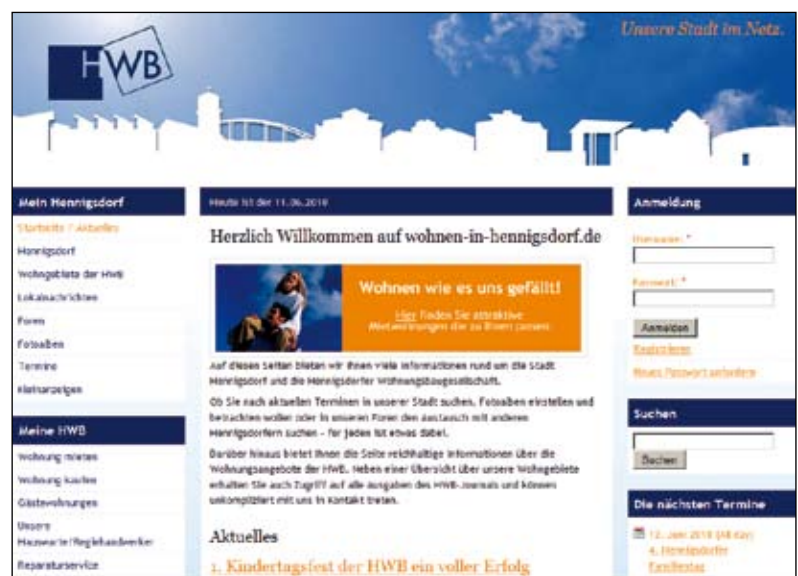 Unsere Stadt im Netz.
HWB
Mein Hennigsdorf
Startseite / Aktuelles
Hennigsdorf
Wohngebiete der HWB
Lokalnachrichten
Foren
Fotoalben
Termine
Kleinanzeigen
Meine HWB
Wohnung mieten
Wohnung kaufen
Gästewohnungen
Unsere
Hauswarte/Regiehandwerker
Reparaturservice
Heute ist der 11.06.2010
Herzlich Willkommen auf wohnen-in-hennigsdorf.de
Wohnen wie es uns gefällt!
Hier finden Sie attraktive
Mietwohnungen die zu Ihnen passen.
Auf diesen Seiten bieten wir Ihnen viele Informationen rund um die Stadt
Hennigsdorf und die Hennigsdorfer Wohnungsbaugesellschaft.
Ob Sie nach aktuellen Terminen in unserer Stadt suchen, Fotoalben einstellen und
betrachten wollen oder in unseren Foren den Austausch mit anderen
Hennigsdorfern suchen - für jeden ist etwas dabei.
Darüber hinaus bietet Ihnen die Seite reichhaltige Informationen über die
Wohnungsangebote der HWB. Neben einer Übersicht über unsere Wohngebiete
erhalten Sie auch Zugriff auf alle Ausgaben des HWB-Journals und können
unkompliziert mit uns in Kontakt treten.
Aktuelles
1. Kindertagsfest der HWB ein voller Erfolg
Anmeldung
Username: *
Passwort: *
Anmelden
Registrieren
Neues Passwort anfordern
Suchen
Suchen
Die nächsten Termine
12. Juni 2010 (All day)
4. Hennigsdorfer
Familientag